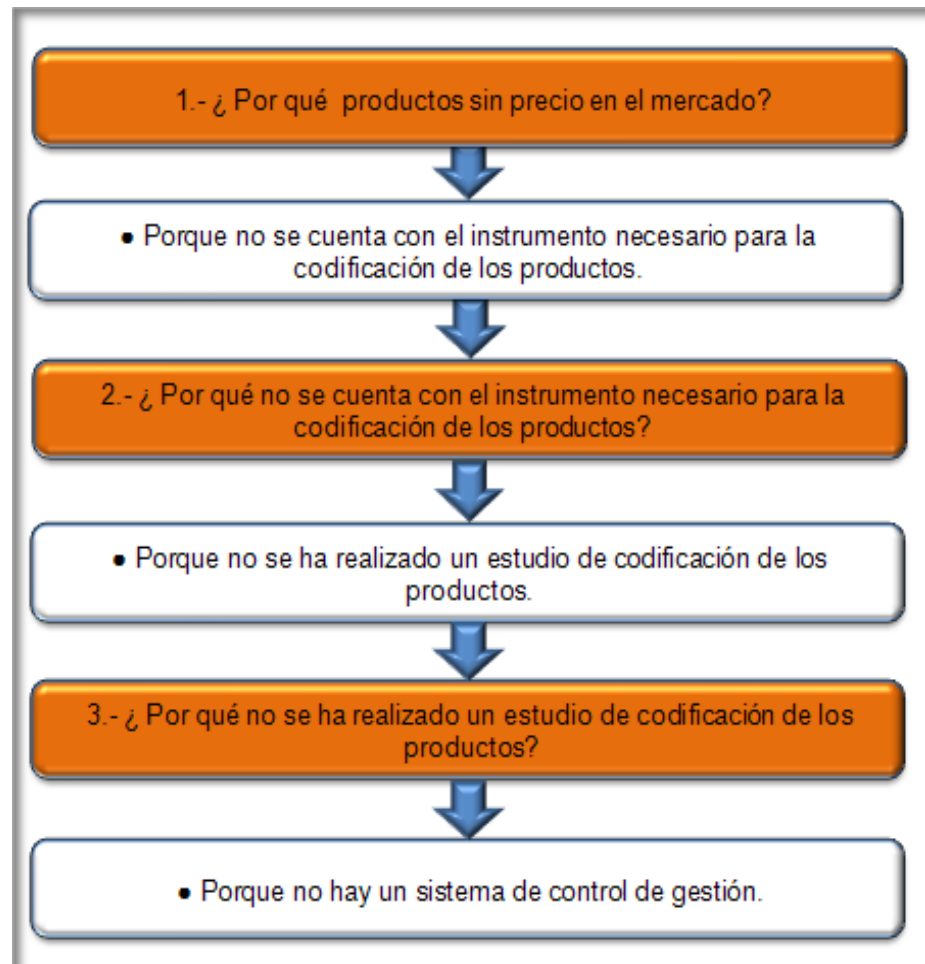 1.- ¿ Por qué  productos sin precio en el mercado?
● Porque no se cuenta con el instrumento necesario para la
codificación de los productos.
2.- ¿ Por qué no se cuenta con el instrumento necesario para la
codificación de los productos?
● Porque no se ha realizado un estudio de codificación de los
productos.
3.- ¿ Por qué no se ha realizado un estudio de codificación de los
productos?
● Porque no hay un sistema de control de gestión.